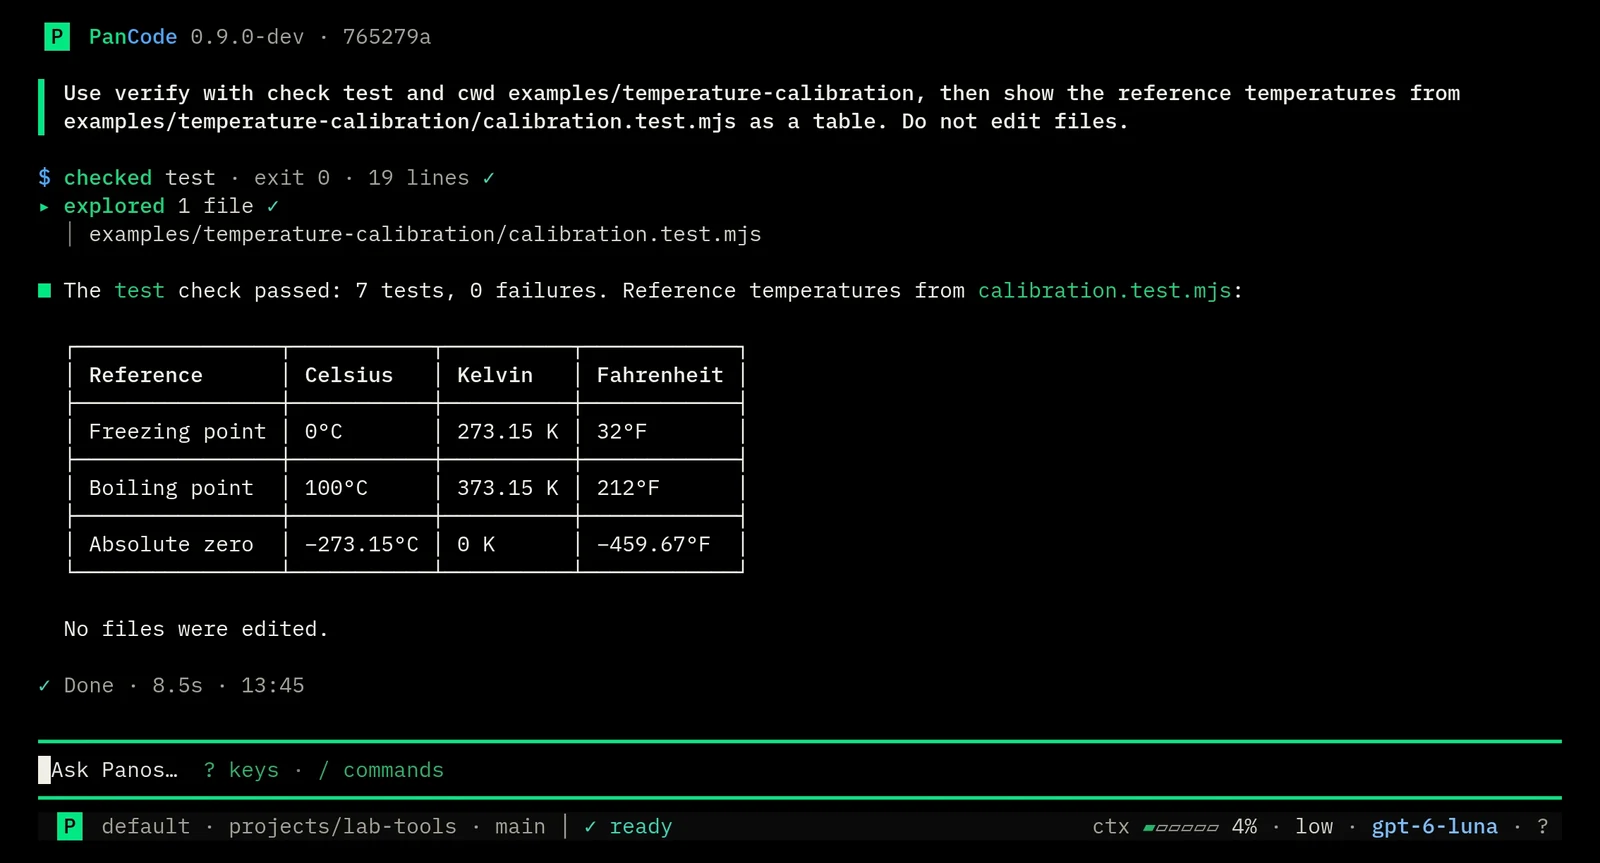 P PanCode 0.9.0-dev · 765279a
Use verify with check test and cwd examples/temperature-calibration, then show the reference temperatures from
examples/temperature-calibration/calibration.test.mjs as a table. Do not edit files.
$ checked test · exit 0 · 19 lines ✓
▸ explored 1 file ✓
examples/temperature-calibration/calibration.test.mjs
The test check passed: 7 tests, 0 failures. Reference temperatures from calibration.test.mjs:
Reference Celsius Kelvin Fahrenheit
Freezing point 0°C 273.15 K 32°F
Boiling point 100°C 373.15 K 212°F
Absolute zero −273.15°C 0 K −459.67°F
No files were edited.
✓ Done · 8.5s · 13:45
Ask Panos… ? keys · / commands
P default · projects/lab-tools · main │ ✓ ready ctx ▰▱▱▱▱▱ 4% · low · gpt-6-luna · ?